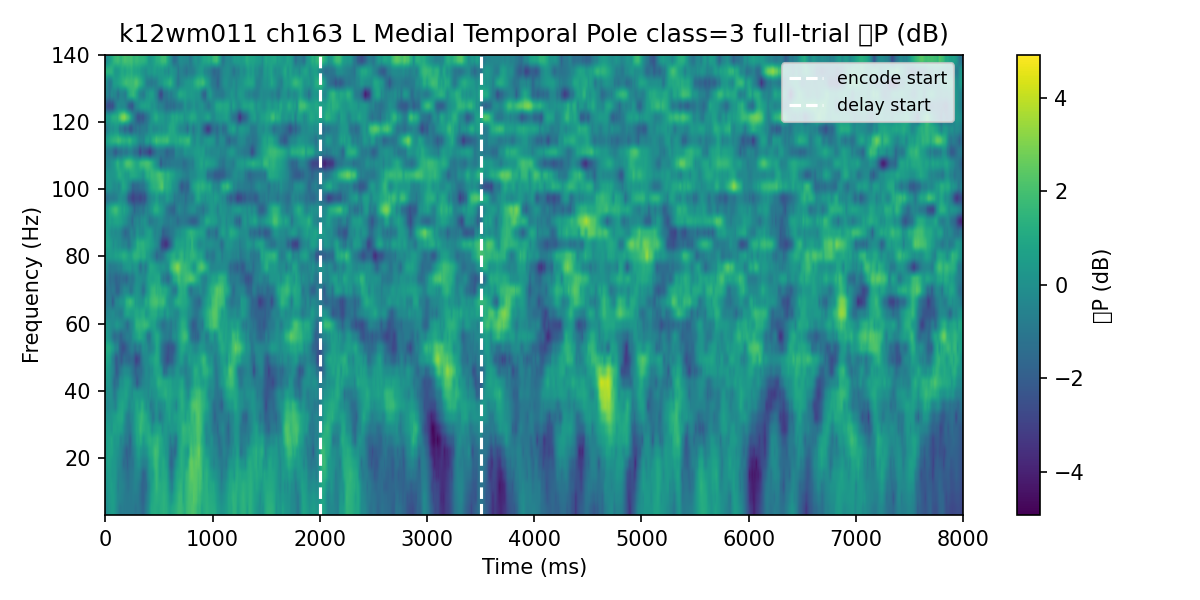 k12wm011 ch163 L Medial Temporal Pole class=3 full-trial ▯P (dB)
encode start
delay start
140
120
100
80
60
40
20
Frequency (Hz)
0 1000 2000 3000 4000 5000 6000 7000 8000
Time (ms)
4
2
0
−2
−4
▯P (dB)